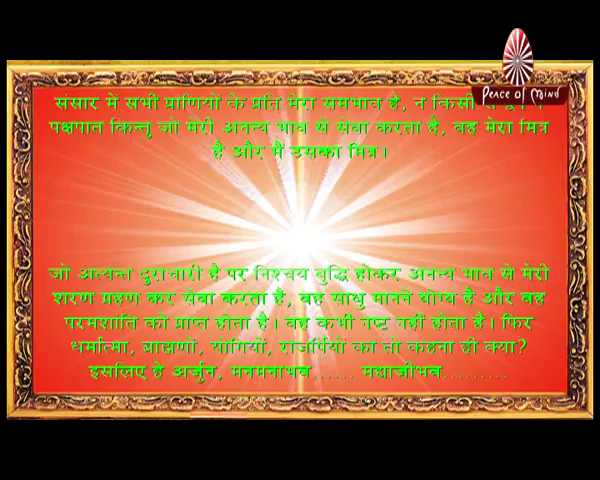 Peace of Mind
संसार में सभी प्राणियों के प्रति मेरा समभाव है, न किसी से
पक्षपात किन्तु जो मेरी अनन्य भाव से सेवा करता है, वह मेरा मित्र
है और मैं उसका मित्र।
जो अत्यन्त दुराचारी है पर निश्चय बुद्धि होकर अनन्य भाव से मेरी
शरण ग्रहण कर सेवा करता है, वह साधु मानने योग्य है और वह
परमशांति को प्राप्त होता है। वह कभी नष्ट नहीं होता है। फिर
धर्मात्मा, ब्राह्मणों, योगियों, राजर्षियों का तो कहना ही क्या?
इसलिए हे अर्जुन, मनमनाभव...... मद्याजीभव.........